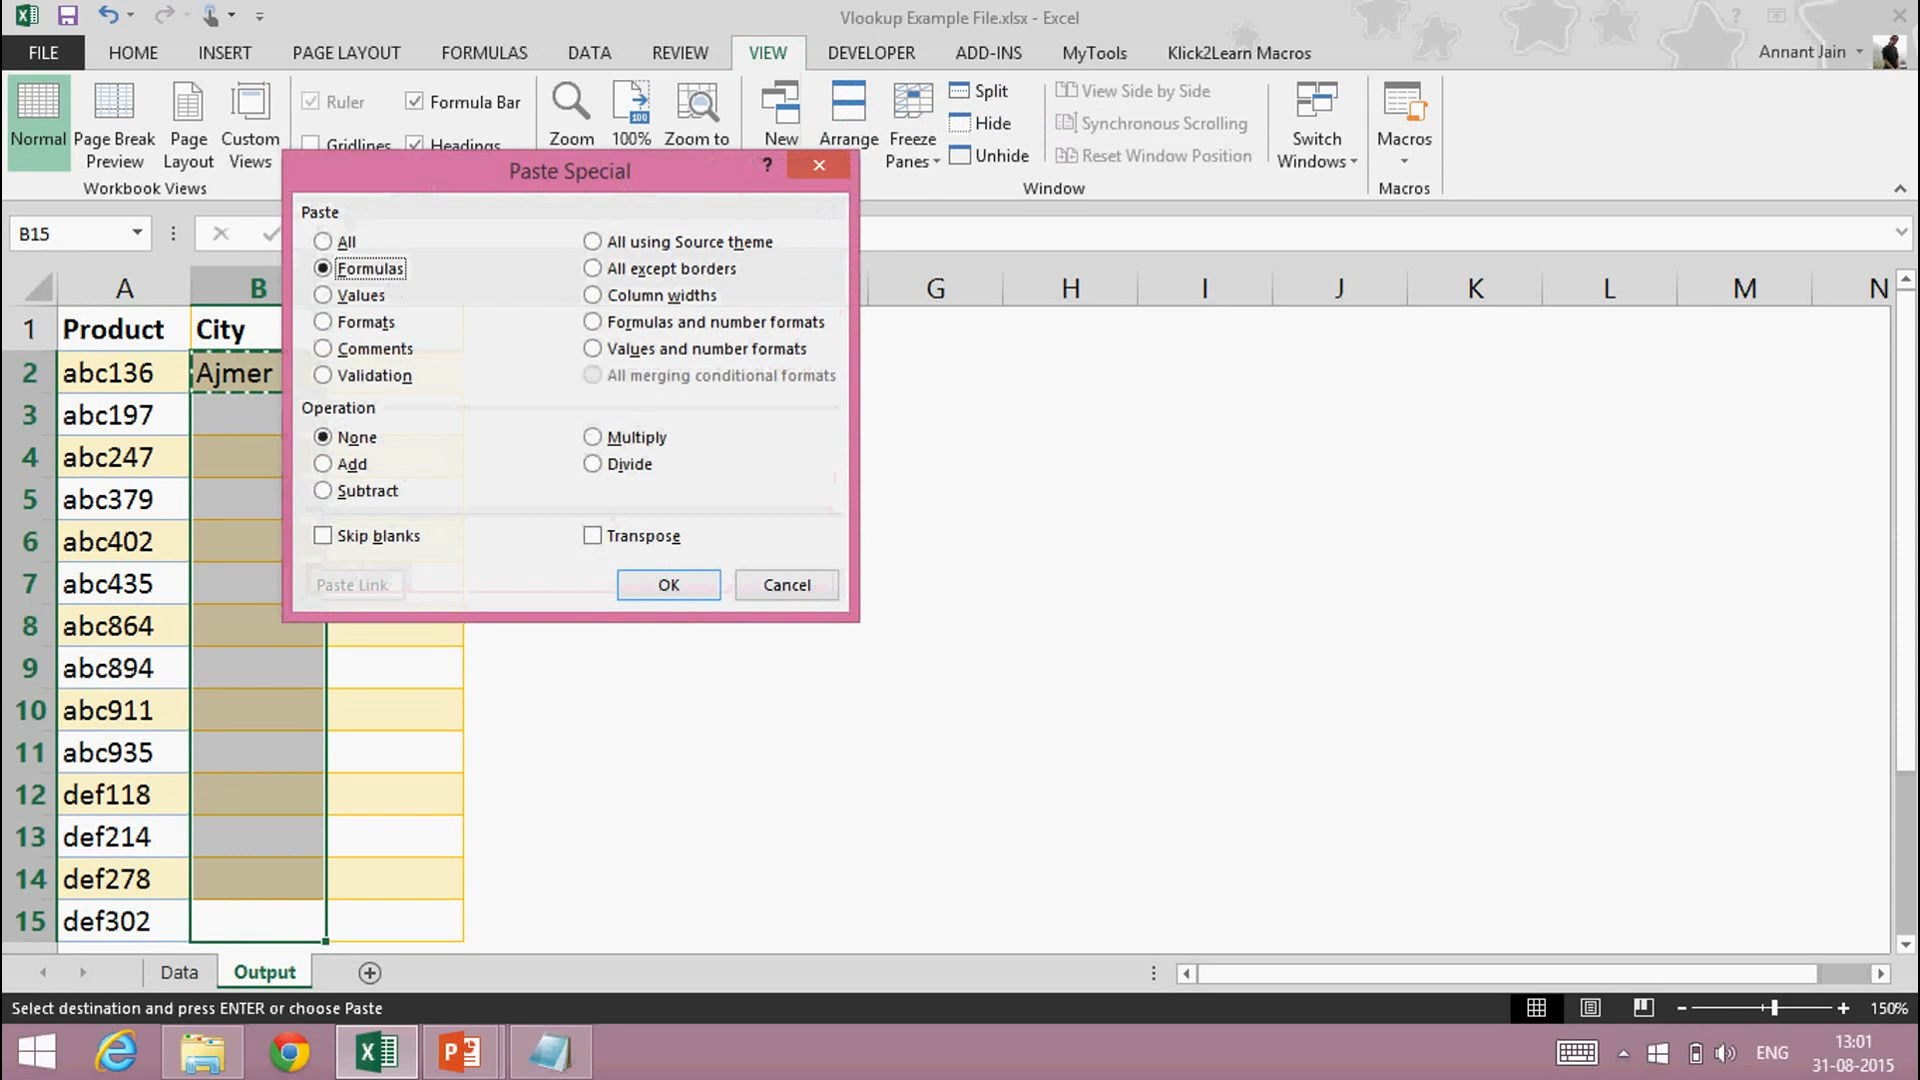 Vlookup Example File.xlsx - Excel
FILE HOME INSERT PAGE LAYOUT FORMULAS DATA REVIEW VIEW DEVELOPER ADD-INS MyTools Klick2Learn Macros Annant Jain
Normal Page Break Preview Page Layout Custom Views
Workbook Views
Ruler Formula Bar
Gridlines Headings
Zoom 100% Zoom to
New Arrange Freeze Panes
Split Hide Unhide
View Side by Side
Synchronous Scrolling
Reset Window Position
Window
Switch Windows
Macros
Macros
B15
Paste Special ?
Paste
All All using Source theme
Formulas All except borders
Values Column widths
Formats Formulas and number formats
Comments Values and number formats
Validation All merging conditional formats
Operation
None Multiply
Add Divide
Subtract
Skip blanks Transpose
Paste Link OK Cancel
A B G H I J K L M N
1 Product City
2 abc136 Ajmer
3 abc197
4 abc247
5 abc379
6 abc402
7 abc435
8 abc864
9 abc894
10 abc911
11 abc935
12 def118
13 def214
14 def278
15 def302
Data Output
Select destination and press ENTER or choose Paste 150%
ENG 13:01
31-08-2015